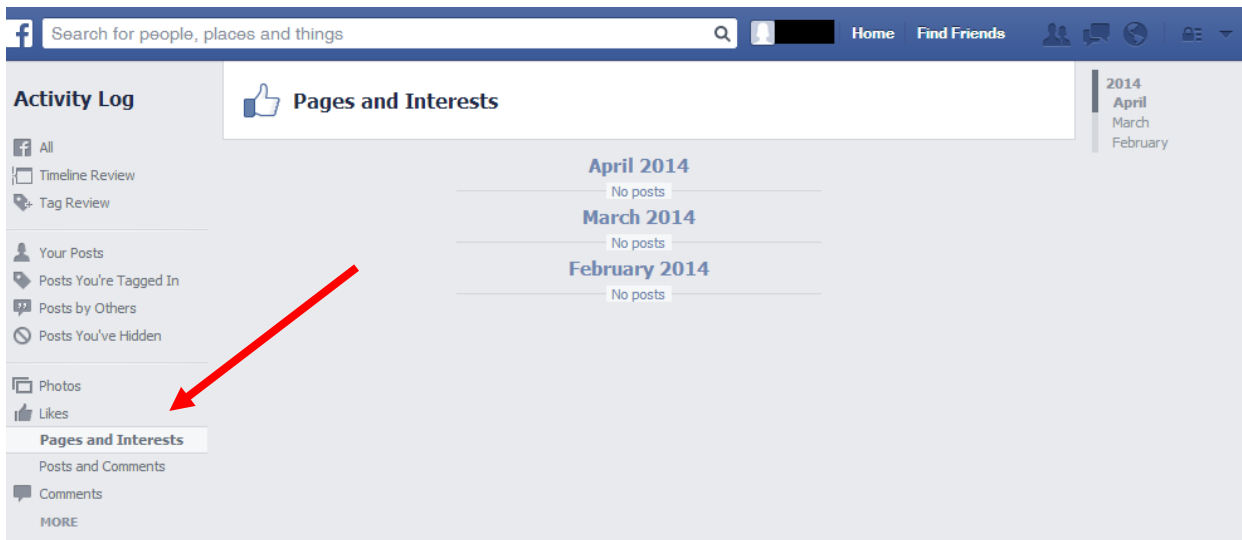 f Search for people, places and things Home Find Friends
Activity Log
All
Timeline Review
Tag Review
Your Posts
Posts You're Tagged In
Posts by Others
Posts You've Hidden
Photos
Likes
Pages and Interests
Posts and Comments
Comments
MORE
Pages and Interests
April 2014
No posts
March 2014
No posts
February 2014
No posts
2014
April
March
February